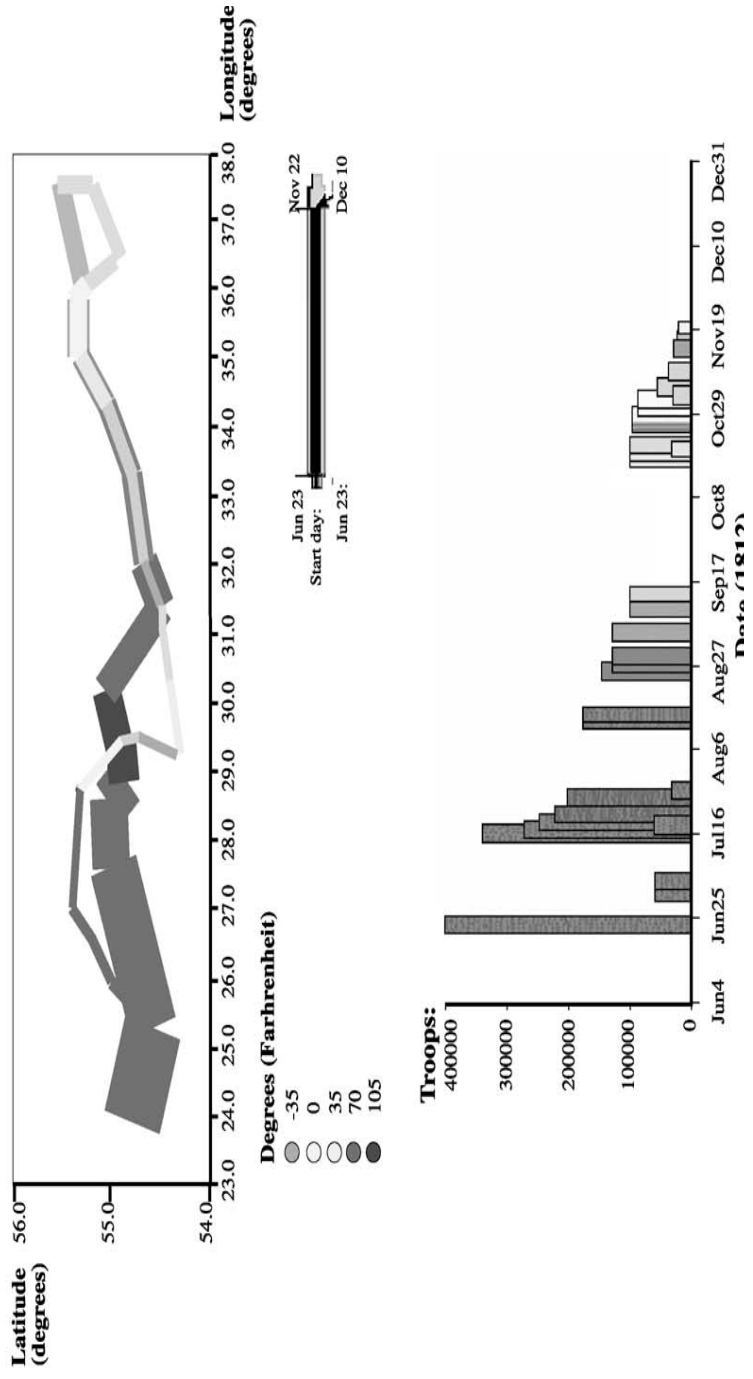 Latitude
(degrees)
56.0
55.0
54.0
23.0 24.0 25.0 26.0 27.0 28.0 29.0 30.0 31.0 32.0 33.0 34.0 35.0 36.0 37.0 38.0
Longitude
(degrees)
Degrees (Farhrenheit)
-35
0
35
70
105
Jun 23
Nov 22
Start day:
Jun 23:
Dec 10
Troops:
400000
300000
200000
100000
0
Jun4 Jun25 Jul16 Aug6 Aug27 Sep17 Oct8 Oct29 Nov19 Dec10 Dec31
Date (1812)